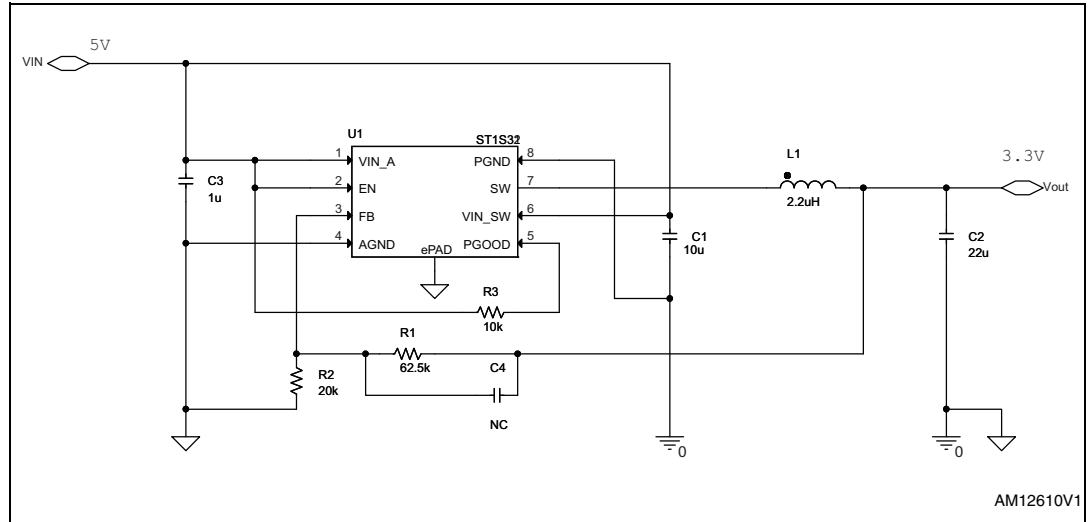 5V
VIN
U1
ST1S32
1 VIN_A
PGND 8
2 EN
SW 7
3 FB
VIN_SW 6
4 AGND
PGOOD 5
ePAD
C3
1u
L1
2.2uH
3.3V
Vout
C1
10u
C2
22u
R3
10k
R1
62.5k
C4
NC
R2
20k
0
0
AM12610V1